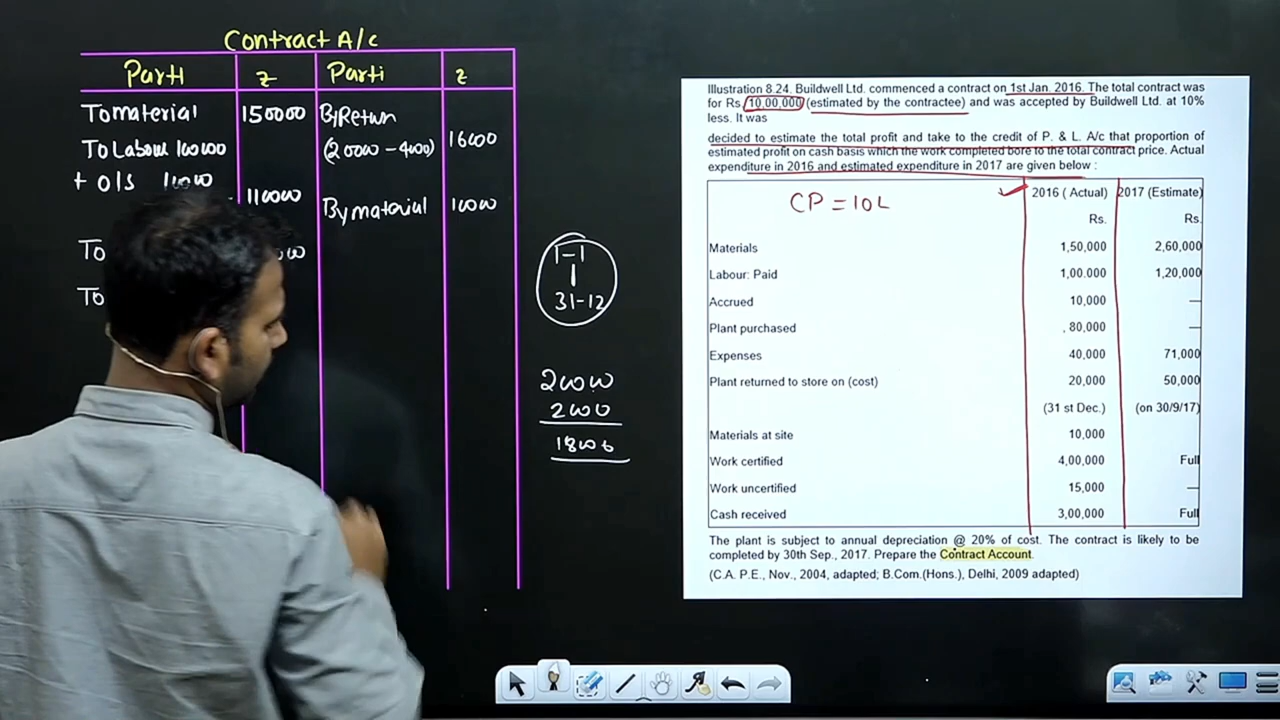 Contract A/c
Parti z Parti z
To material 150000 By Return
To Labour 100000 (20000 - 4000) 16000
+ O/S 10000
110000 By material 10000
To
To
1-1
31-12
20000
2000
18000
Illustration 8.24. Buildwell Ltd. commenced a contract on 1st Jan. 2016. The total contract was
for Rs. 10,00,000 (estimated by the contractee) and was accepted by Buildwell Ltd. at 10%
less. It was
decided to estimate the total profit and take to the credit of P. & L. A/c that proportion of
estimated profit on cash basis which the work completed bore to the total contract price. Actual
expenditure in 2016 and estimated expenditure in 2017 are given below :
CP = 10L
2016 ( Actual) 2017 (Estimate)
Rs. Rs.
Materials 1,50,000 2,60,000
Labour: Paid 1,00.000 1,20,000
Accrued 10,000 —
Plant purchased . 80,000 —
Expenses 40,000 71,000
Plant returned to store on (cost) 20,000 50,000
(31 st Dec.) (on 30/9/17)
Materials at site 10,000
Work certified 4,00,000 Full
Work uncertified 15,000 —
Cash received 3,00,000 Full
The plant is subject to annual depreciation @ 20% of cost. The contract is likely to be
completed by 30th Sep., 2017. Prepare the Contract Account.
(C.A. P.E., Nov., 2004, adapted; B.Com.(Hons.), Delhi, 2009 adapted)